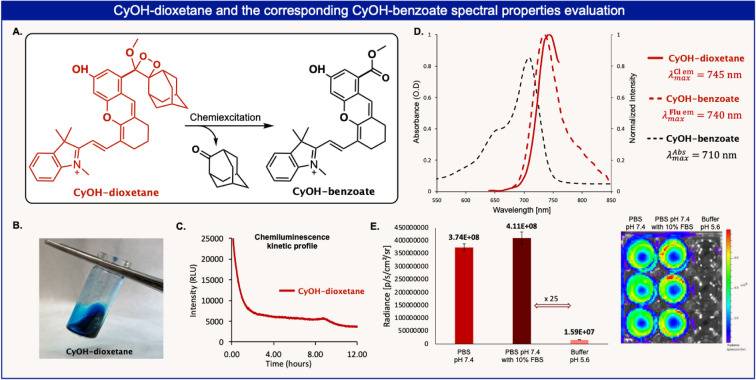 CyOH-dioxetane and the corresponding CyOH-benzoate spectral properties evaluation
A.
OH
O
O
O
O
O
N
+
CyOH-dioxetane
Chemiexcitation
O
OH
O
O
O
N
+
CyOH-benzoate
B.
CyOH-dioxetane
C.
Chemiluminescence
kinetic profile
Intensity (RLU)
25000
20000
15000
10000
5000
0
CyOH-dioxetane
0.00
4.00
8.00
12.00
Time (hours)
D.
Absorbance (O.D)
1
0.8
0.6
0.4
0.2
0
550
600
650
700
750
800
850
Wavelength [nm]
1
0.8
0.6
0.4
0.2
0
Normalized Intensity
CyOH-dioxetane
λ Cl em max = 745 nm
CyOH-benzoate
λ Flu em max = 740 nm
CyOH-benzoate
λ Abs max = 710 nm
E.
Radiance [p/s/cm²/sr]
450000000
400000000
350000000
300000000
250000000
200000000
150000000
100000000
50000000
0
3.74E+08
4.11E+08
x 25
1.59E+07
PBS
pH 7.4
PBS pH 7.4
with 10% FBS
Buffer
pH 5.6
PBS
pH 7.4
PBS pH 7.4
with 10% FBS
Buffer
pH 5.6